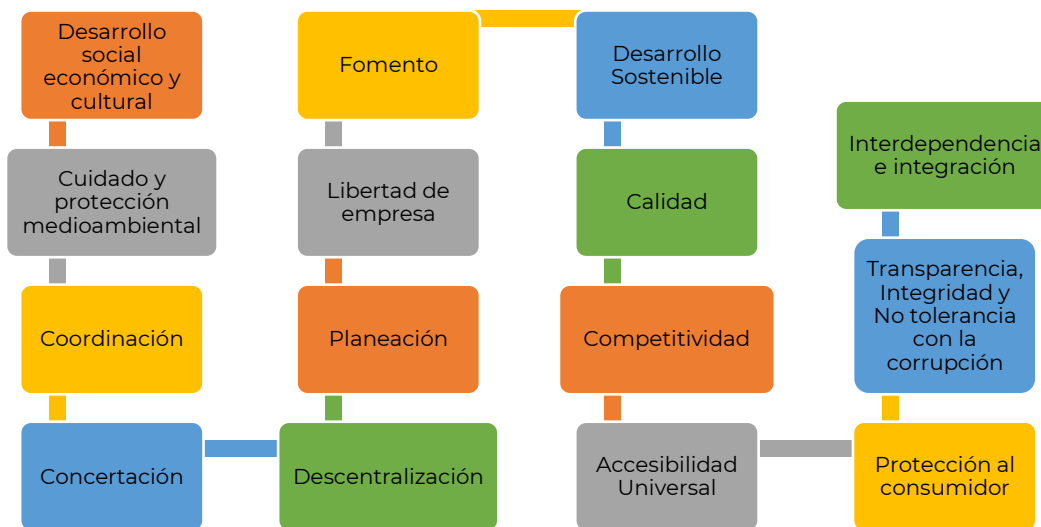 Desarrollo
social
económico y
cultural
Cuidado y
protección
medioambiental
Coordinación
Concertación
Descentralización
Planeación
Libertad de
empresa
Fomento
Desarrollo
Sostenible
Calidad
Competitividad
Accesibilidad
Universal
Protección al
consumidor
Transparencia,
Integridad y
No tolerancia
con la
corrupción
Interdependencia
e integración